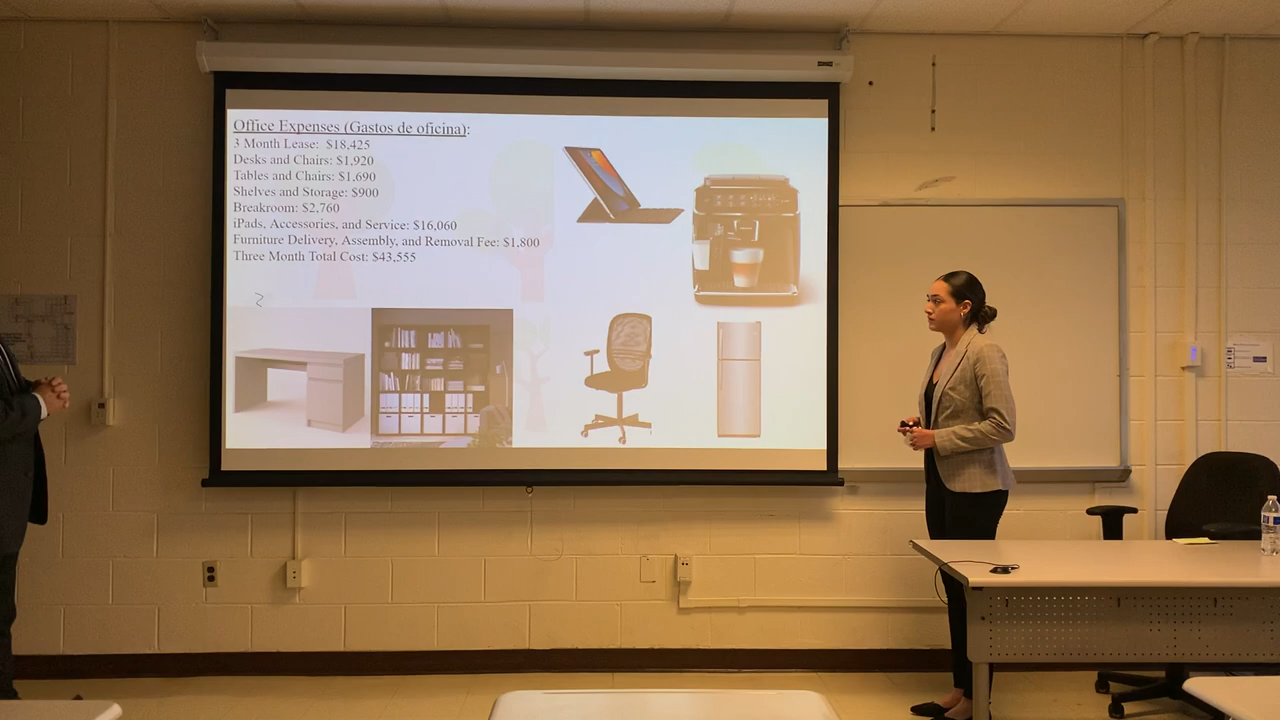 Office Expenses (Gastos de oficina):
3 Month Lease: $18,425
Desks and Chairs: $1,920
Tables and Chairs: $1,690
Shelves and Storage: $900
Breakroom: $2,760
iPads, Accessories, and Service: $16,060
Furniture Delivery, Assembly, and Removal Fee: $1,800
Three Month Total Cost: $43,555